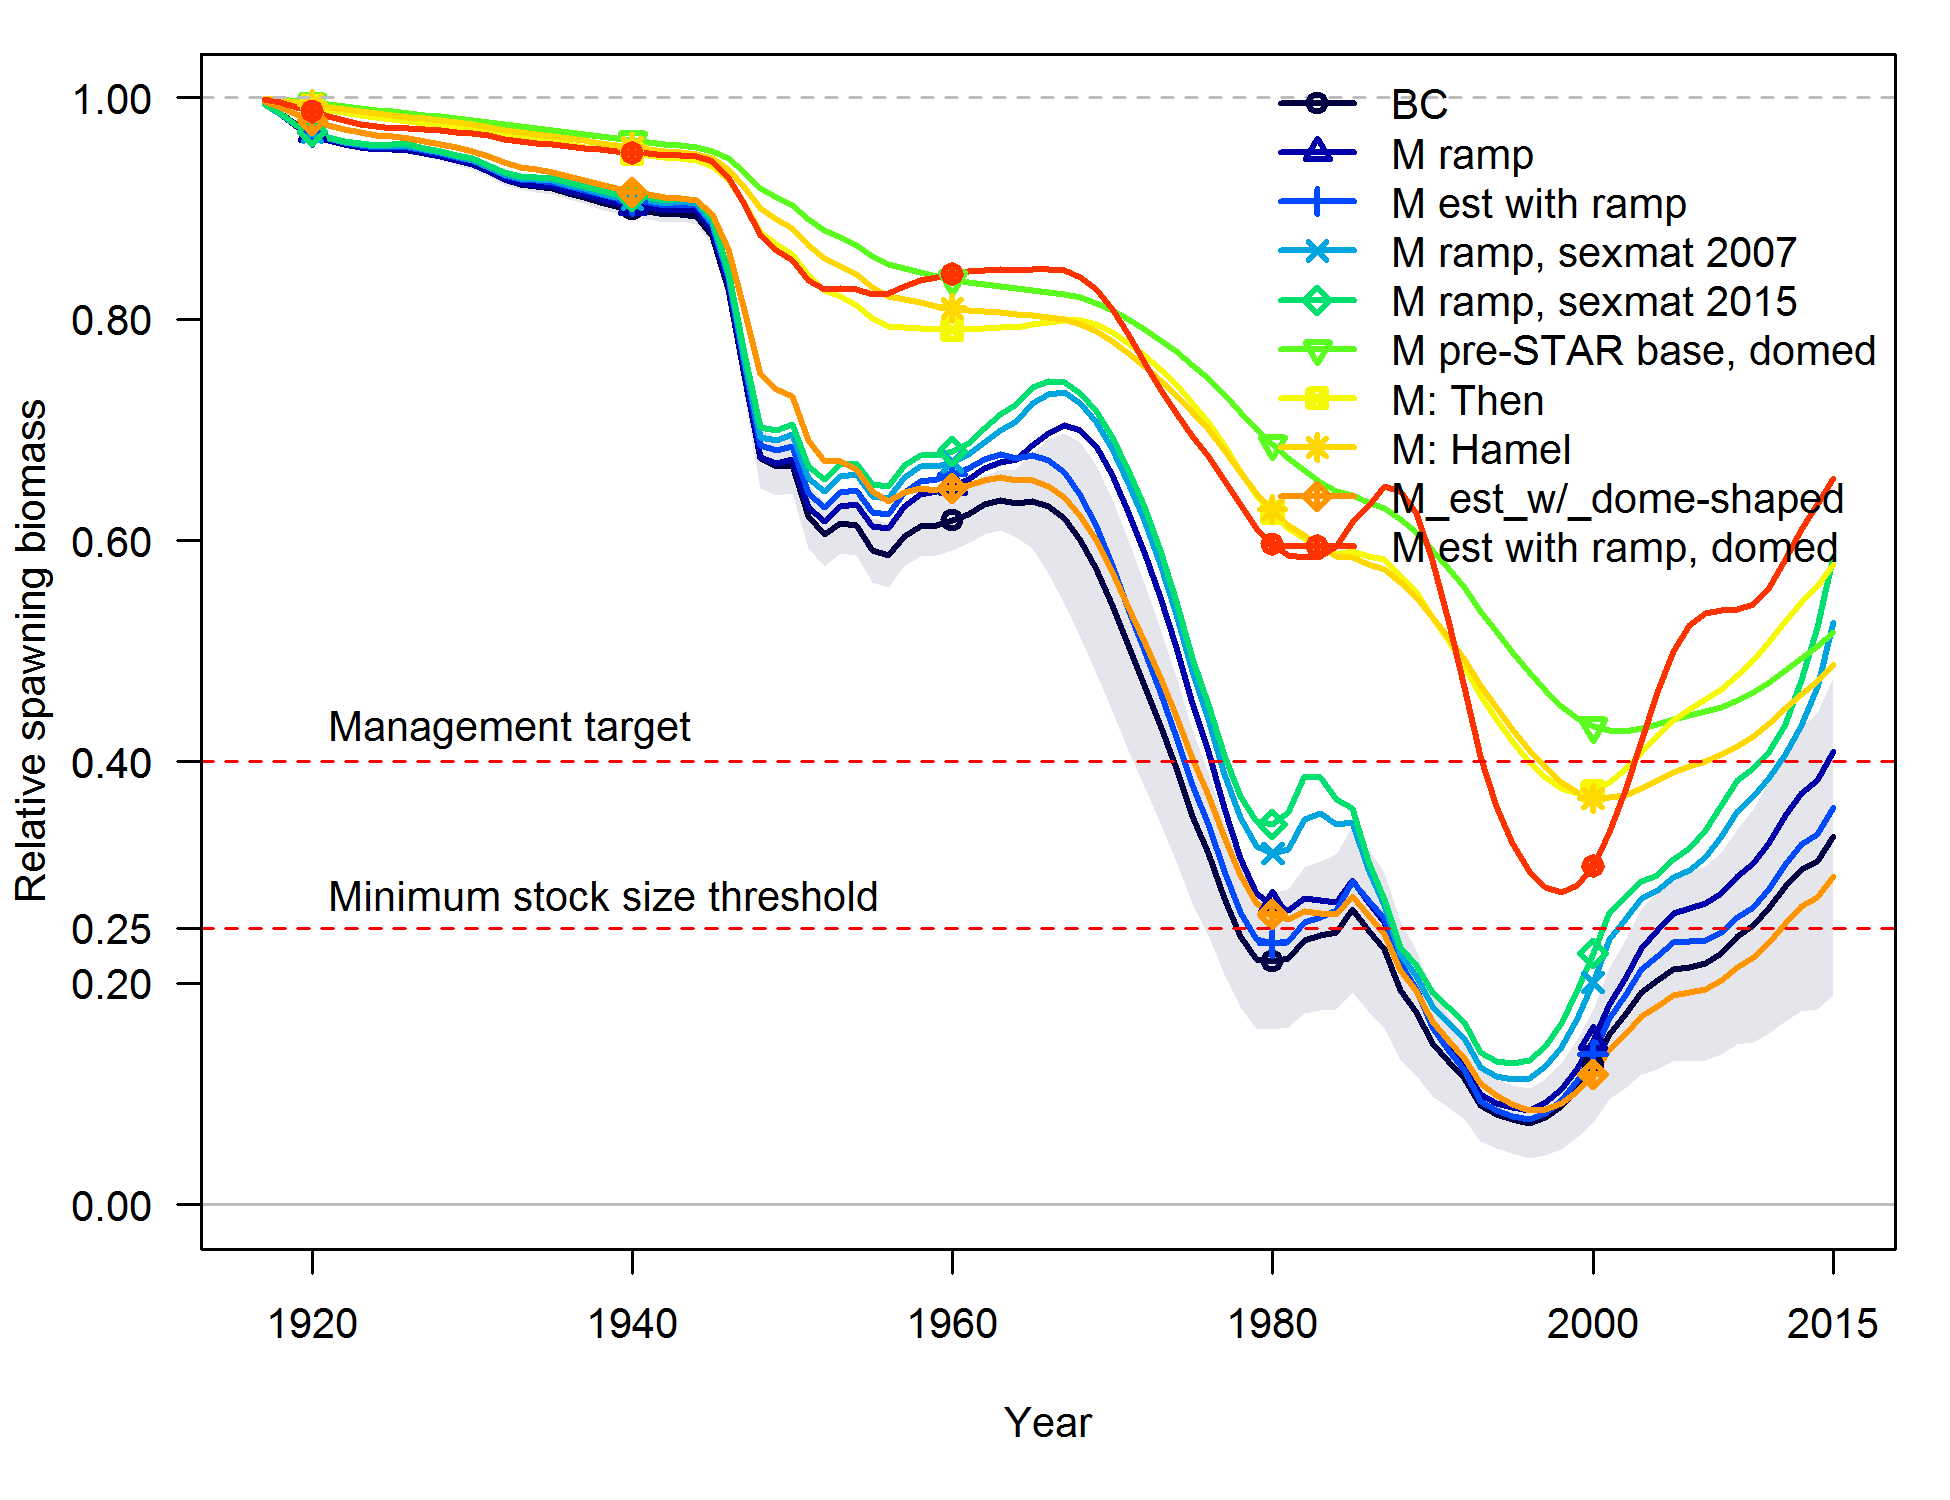 1.00
0.80
0.60
0.40
0.25
0.20
0.00
Relative spawning biomass
BC
M ramp
M est with ramp
M ramp, sexmat 2007
M ramp, sexmat 2015
M pre-STAR base, domed
M: Then
M: Hamel
M_est_w/_dome-shaped
M est with ramp, domed
Management target
Minimum stock size threshold
1920 1940 1960 1980 2000 2015
Year